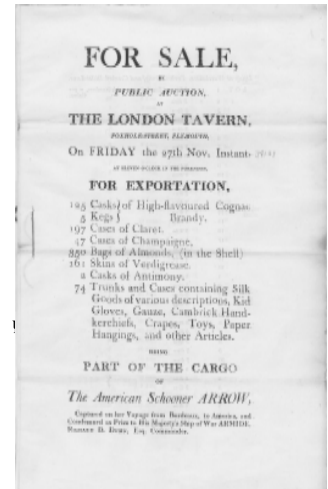 FOR SALE,
BY
PUBLIC AUCTION,
AT
THE LONDON TAVERN,
FOXHOLE-STREET, PLYMOUTH,
On FRIDAY the 27th Nov. Instant,
AT ELEVEN O'CLOCK IN THE FORENOON,
FOR EXPORTATION,
125 Casks} of High-flavoured Cognac
5 Kegs} Brandy.
197 Cases of Claret.
47 Cases of Champaigne.
350 Bags of Almonds, (in the Shell)
161 Skins of Verdigrease.
2 Casks of Antimony.
74 Trunks and Cases containing Silk
Goods of various descriptions, Kid
Gloves, Gauze, Cambrick Hand-
kerchiefs, Crapes, Toys, Paper
Hangings, and other Articles.
BEING
PART OF THE CARGO
OF
The American Schooner ARROW,
Captured on her Voyage from Bordeaux, to America, and
Condemned as Prize to His Majesty's Ship of War ARMIDE,
Esq. Commander.